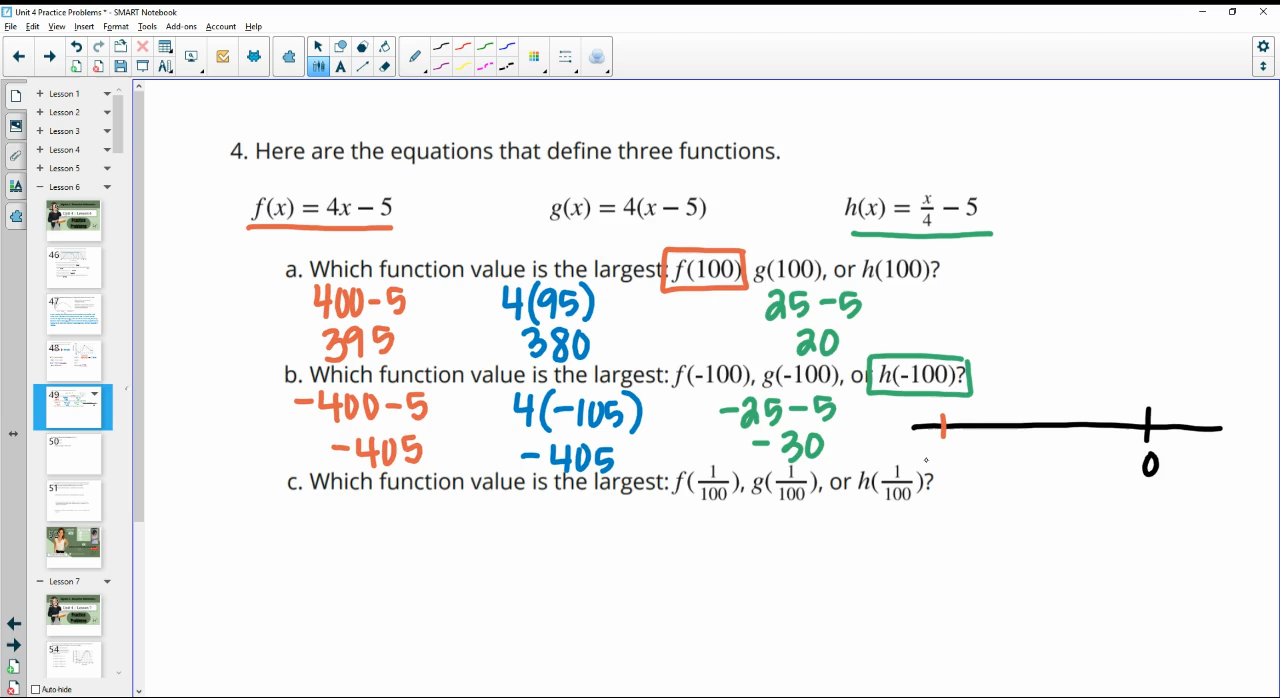 Unit 4 Practice Problems * - SMART Notebook
File Edit View Insert Format Tools Add-ons Account Help
Lesson 1
Lesson 2
Lesson 3
Lesson 4
Lesson 5
Lesson 6
46
47
48
49
50
51
Lesson 7
54
Auto-hide
4. Here are the equations that define three functions.
f(x) = 4x − 5 g(x) = 4(x − 5) h(x) = x/4 − 5
a. Which function value is the largest: f(100), g(100), or h(100)?
400-5 4(95) 25-5
395 380 20
b. Which function value is the largest: f(-100), g(-100), or h(-100)?
-400-5 4(-105) -25-5
-405 -405 -30
0
c. Which function value is the largest: f(1/100), g(1/100), or h(1/100)?